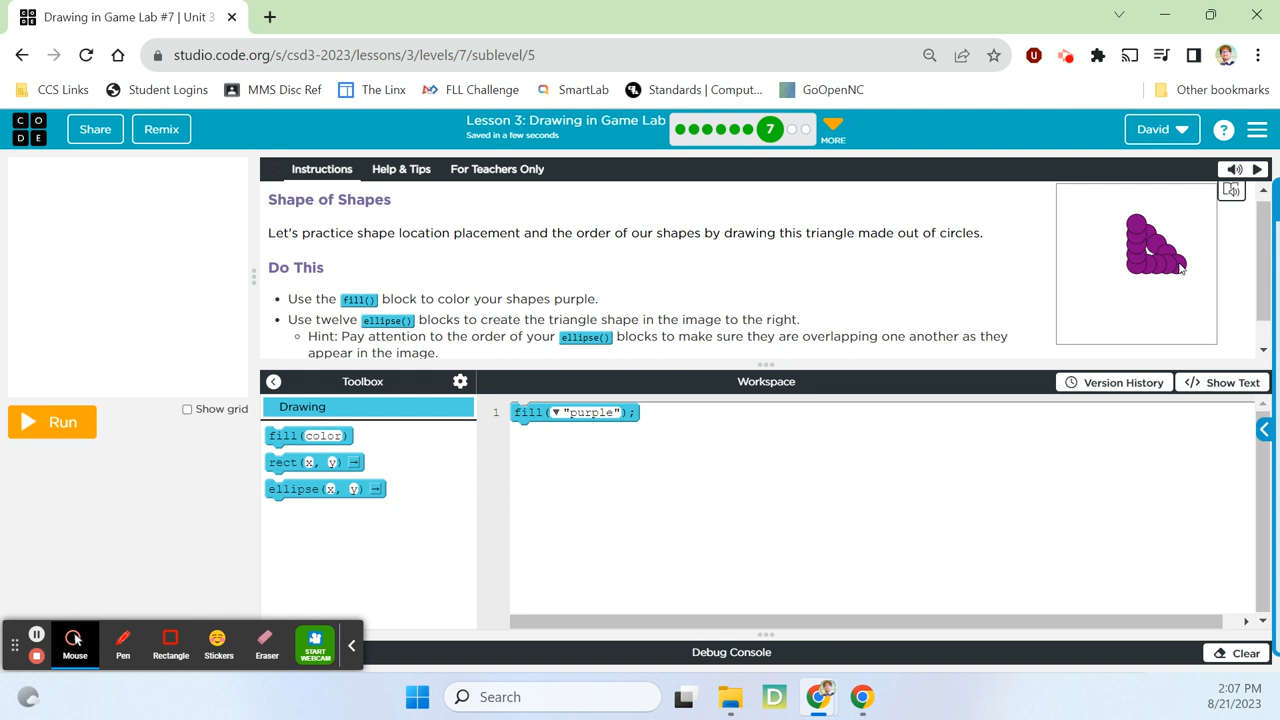 Drawing in Game Lab #7 | Unit 3
studio.code.org/s/csd3-2023/lessons/3/levels/7/sublevel/5
CCS Links
Student Logins
MMS Disc Ref
The Linx
FLL Challenge
SmartLab
Standards | Comput...
GoOpenNC
Other bookmarks
C O
D E
Share
Remix
Lesson 3: Drawing in Game Lab
Saved in a few seconds
7
MORE
David
?
Instructions
Help & Tips
For Teachers Only
Shape of Shapes
Let's practice shape location placement and the order of our shapes by drawing this triangle made out of circles.
Do This
• Use the fill() block to color your shapes purple.
• Use twelve ellipse() blocks to create the triangle shape in the image to the right.
Hint: Pay attention to the order of your ellipse() blocks to make sure they are overlapping one another as they
appear in the image.
Toolbox
Workspace
Version History
</> Show Text
Run
Show grid
Drawing
fill(color)
rect(x, y)
ellipse(x, y)
1
fill("purple");
Mouse
Pen
Rectangle
Stickers
Eraser
START
WEBCAM
Debug Console
Clear
Search
D
2:07 PM
8/21/2023